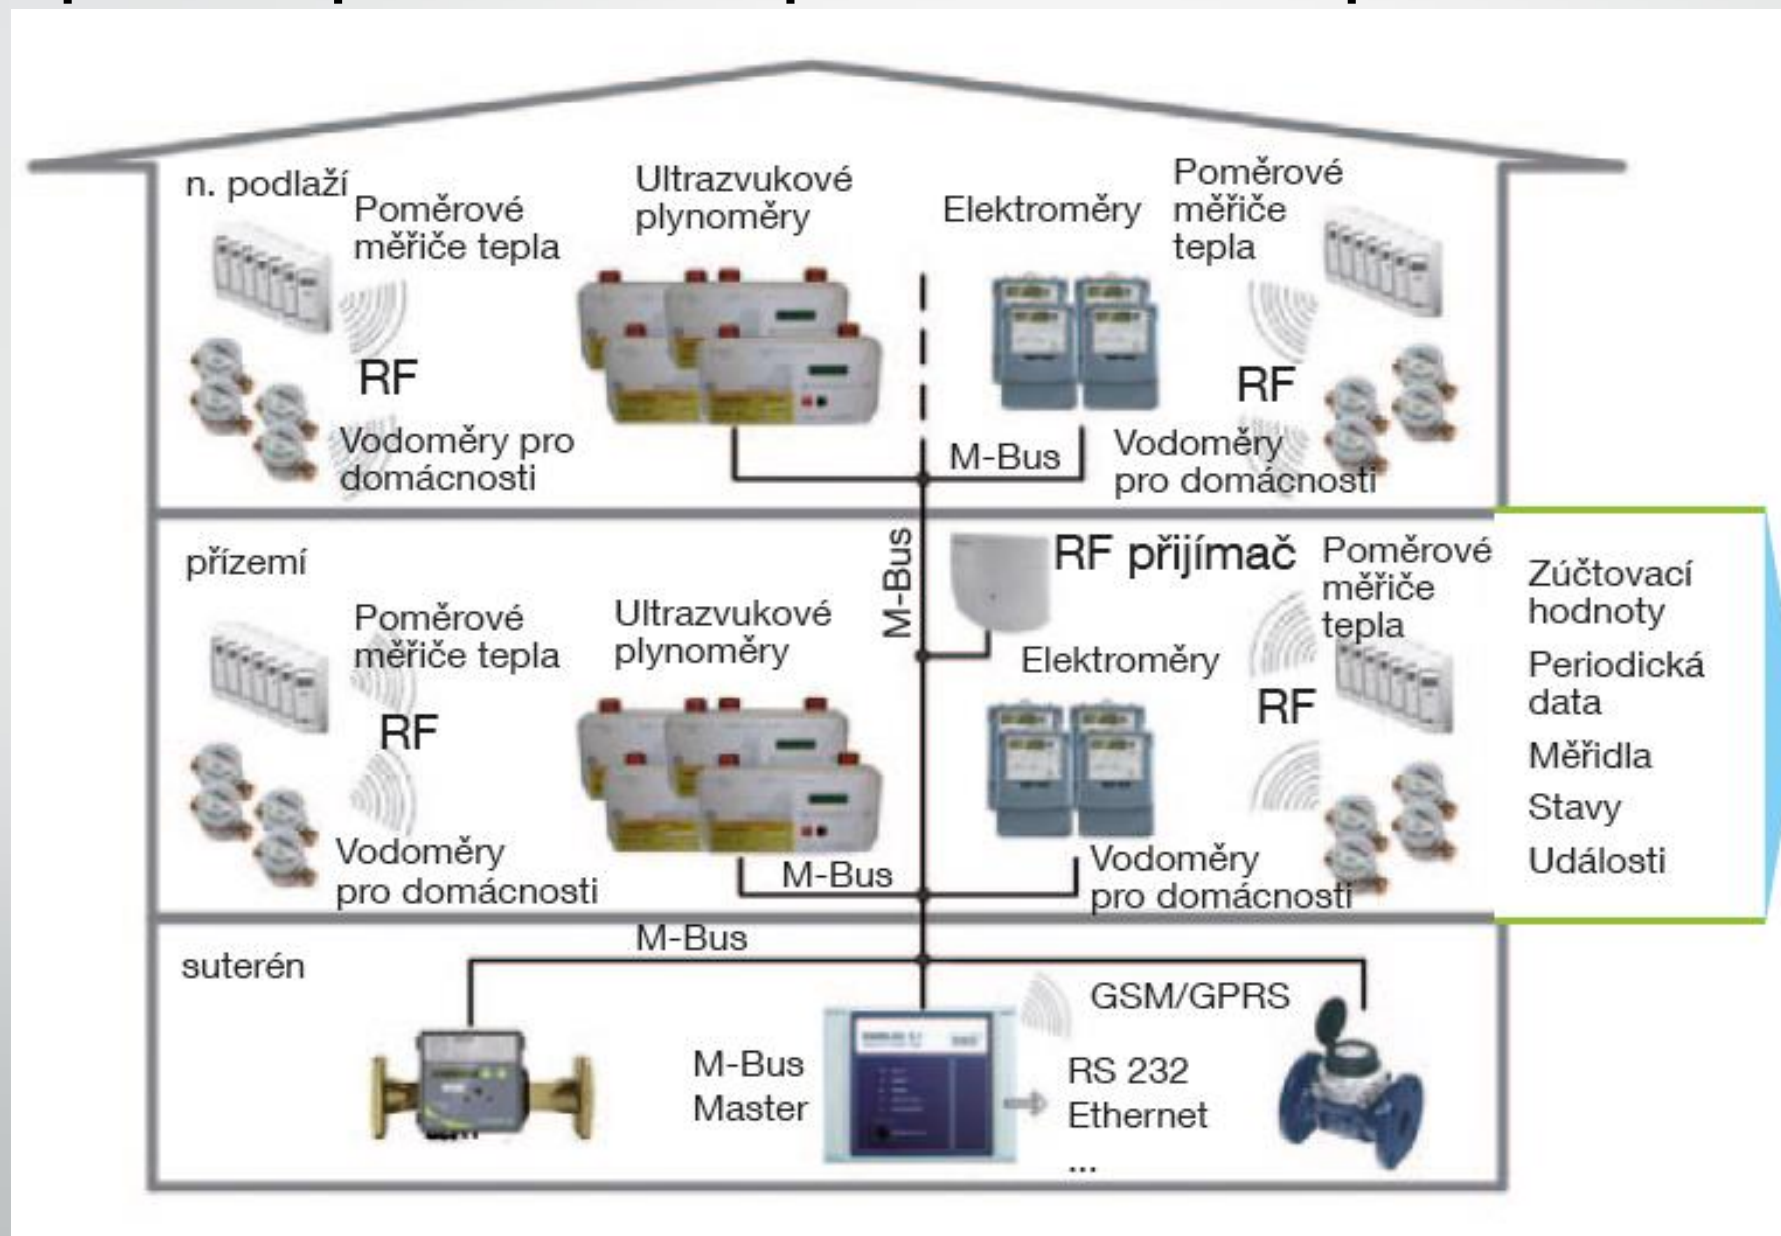 n. podlaží
Poměrové
měřiče tepla
Ultrazvukové
plynoměry
Elektroměry
Poměrové
měřiče
tepla
RF
RF
Vodoměry pro
domácnosti
M-Bus
Vodoměry
pro domácnosti
M-Bus
přízemí
RF přijímač
Poměrové
měřiče
tepla
Poměrové
měřiče tepla
Ultrazvukové
plynoměry
Elektroměry
RF
RF
Vodoměry
pro domácnosti
M-Bus
Vodoměry
pro domácnosti
Zúčtovací
hodnoty
Periodická
data
Měřidla
Stavy
Události
suterén
M-Bus
M-Bus
Master
GSM/GPRS
RS 232
Ethernet
...